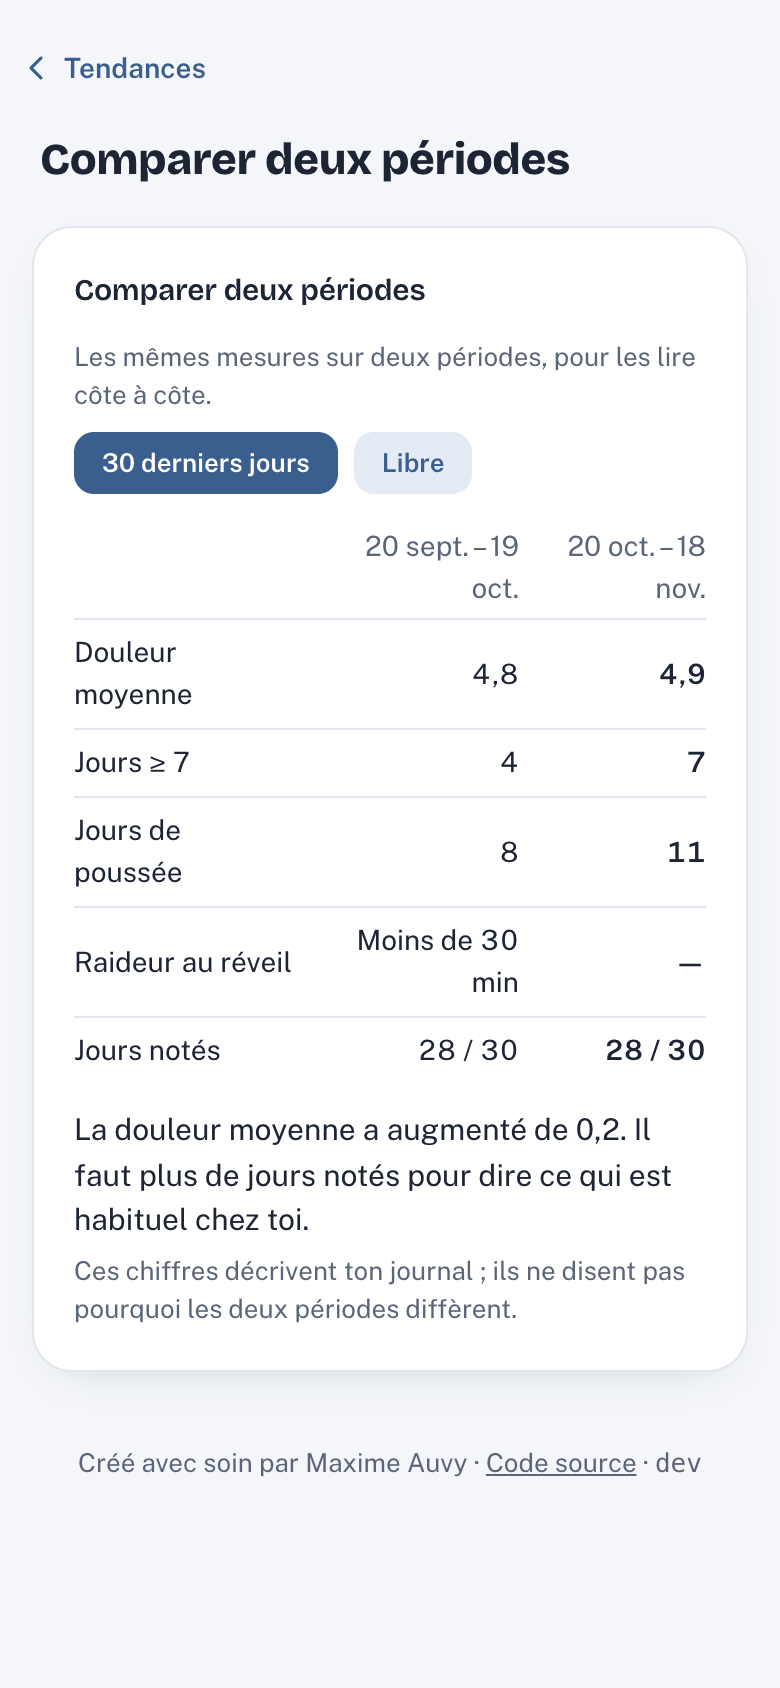 Tendances
Comparer deux périodes
Comparer deux périodes
Les mêmes mesures sur deux périodes, pour les lire
côte à côte.
30 derniers jours
Libre
20 sept. – 19
oct.
20 oct. – 18
nov.
Douleur
moyenne
4,8
4,9
Jours ≥ 7
4
7
Jours de
poussée
8
11
Raideur au réveil
Moins de 30
min
—
Jours notés
28 / 30
28 / 30
La douleur moyenne a augmenté de 0,2. Il
faut plus de jours notés pour dire ce qui est
habituel chez toi.
Ces chiffres décrivent ton journal ; ils ne disent pas
pourquoi les deux périodes diffèrent.
Créé avec soin par Maxime Auvy · Code source · dev